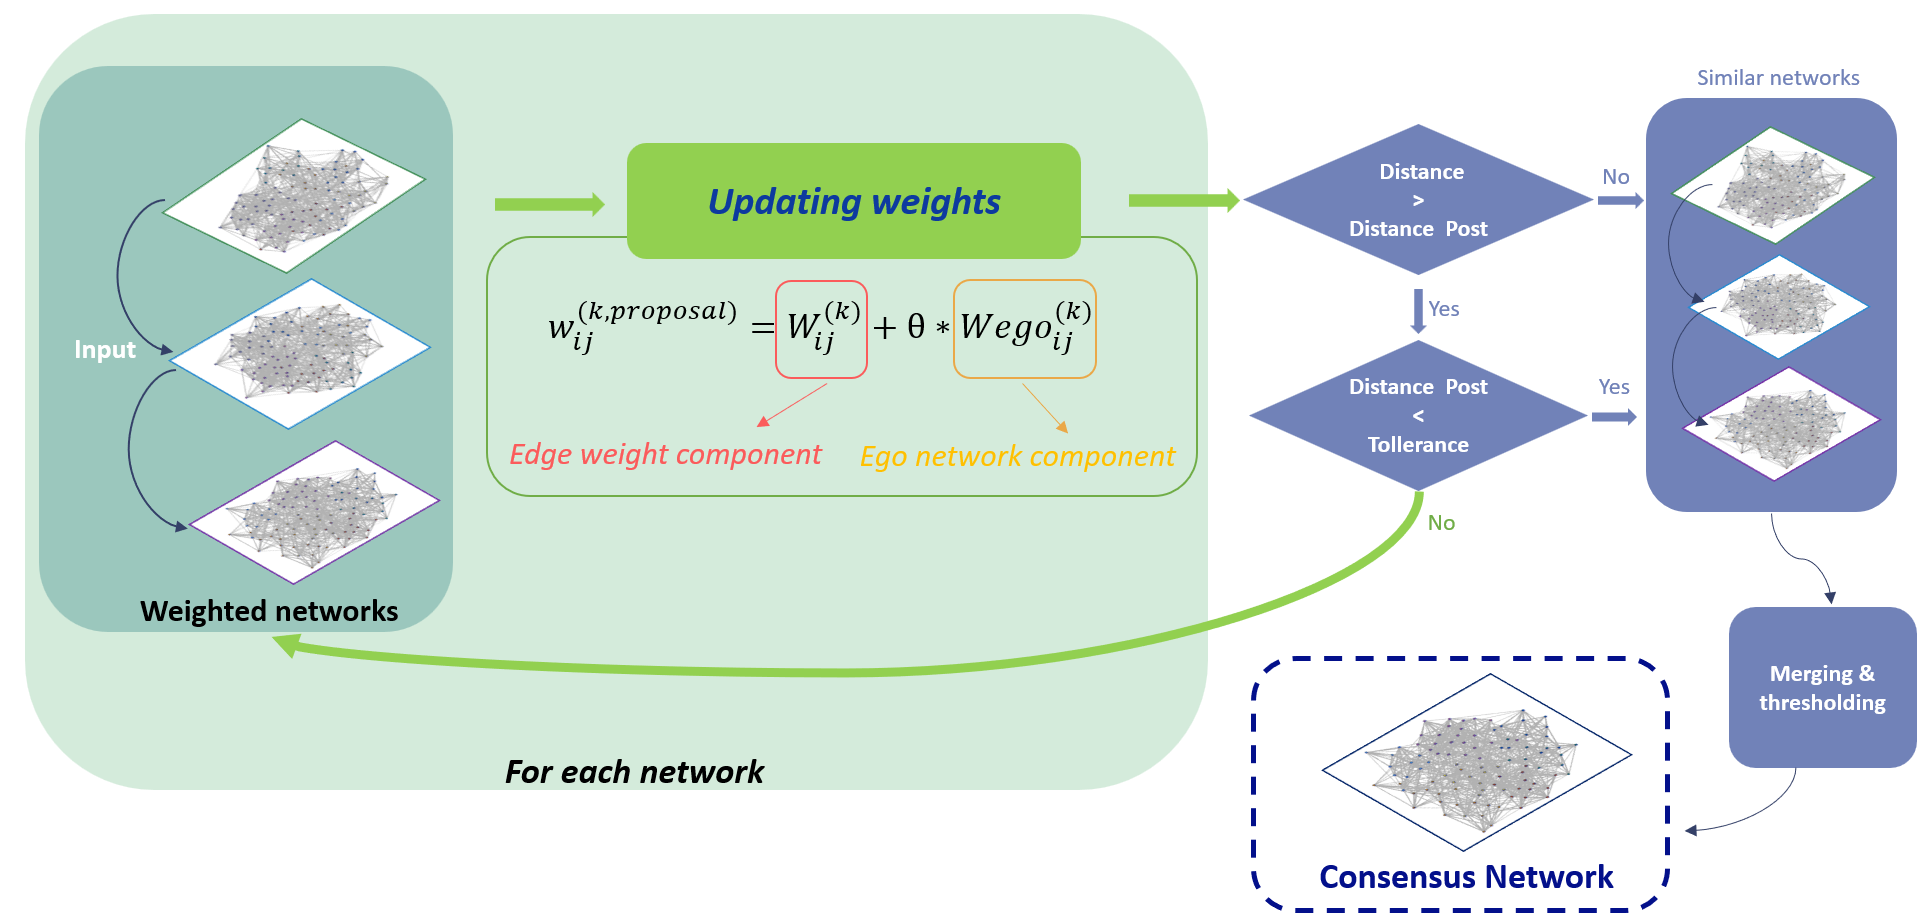 Input
Weighted networks
Updating weights
w_{ij}^{(k,proposal)} = W_{ij}^{(k)} + θ * Wego_{ij}^{(k)}
Edge weight component
Ego network component
For each network
Distance
>
Distance Post
No
Yes
Distance Post
<
Tollerance
Yes
No
Similar networks
Merging &
thresholding
Consensus Network